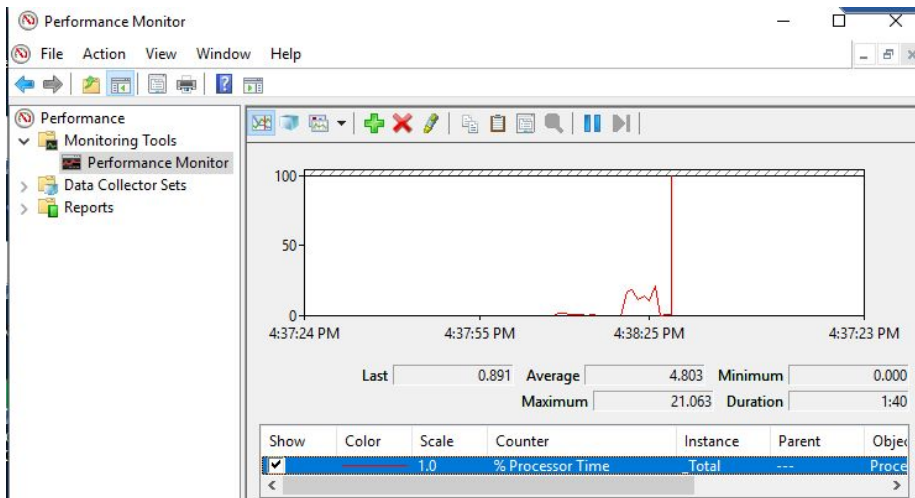 Performance Monitor
File Action View Window Help
Performance
Monitoring Tools
Performance Monitor
Data Collector Sets
Reports
100
50
0
4:37:24 PM 4:37:55 PM 4:38:25 PM 4:37:23 PM
Last 0.891 Average 4.803 Minimum 0.000
Maximum 21.063 Duration 1:40
Show Color Scale Counter Instance Parent Objec
1.0 % Processor Time _Total --- Proce